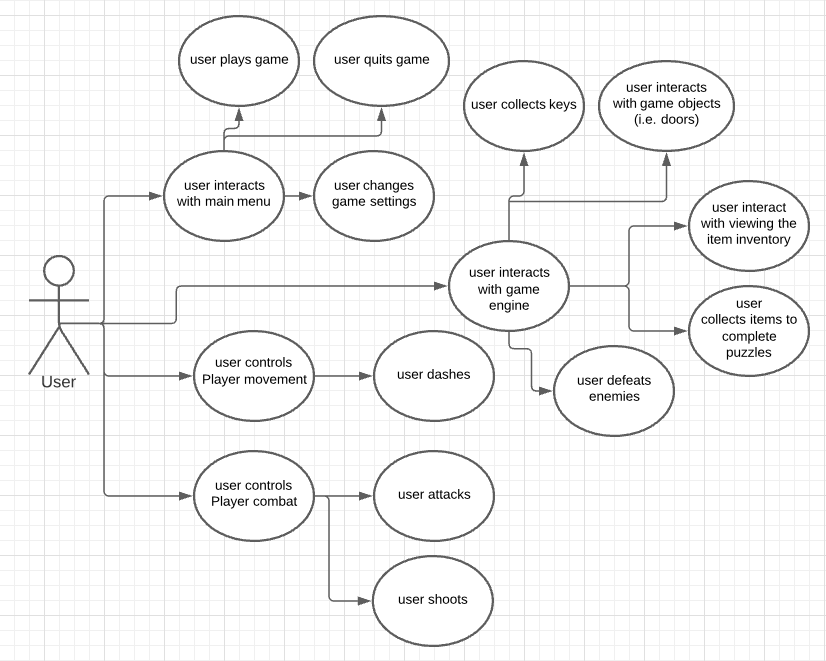 user plays game
user quits game
user collects keys
user interacts
with game objects
(i.e. doors)
user interacts
with main menu
user changes
game settings
user interact
with viewing the
item inventory
user interacts
with game
engine
user
collects items to
complete
puzzles
User
user controls
Player movement
user dashes
user defeats
enemies
user controls
Player combat
user attacks
user shoots